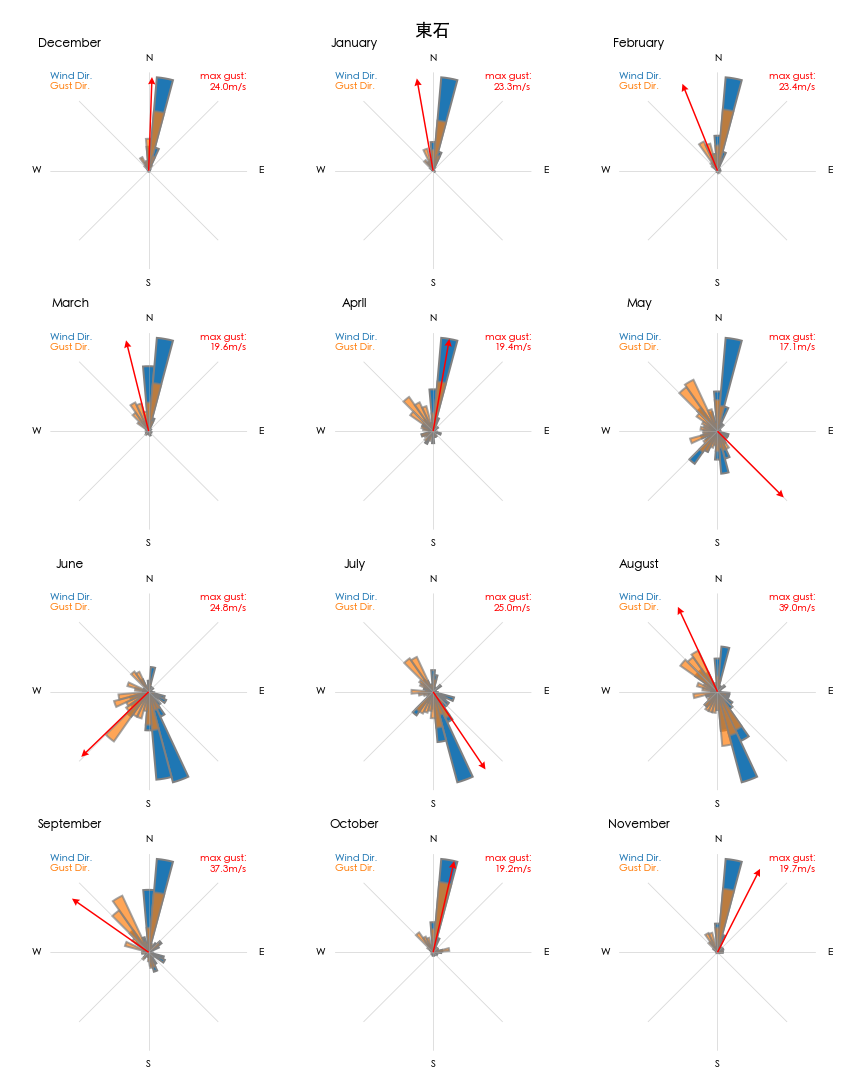 東石
December
N
Wind Dir.
Gust Dir.
max gust:
24.0m/s
W
E
S
January
N
Wind Dir.
Gust Dir.
max gust:
23.3m/s
W
E
S
February
N
Wind Dir.
Gust Dir.
max gust:
23.4m/s
W
E
S
March
N
Wind Dir.
Gust Dir.
max gust:
19.6m/s
W
E
S
April
N
Wind Dir.
Gust Dir.
max gust:
19.4m/s
W
E
S
May
N
Wind Dir.
Gust Dir.
max gust:
17.1m/s
W
E
S
June
N
Wind Dir.
Gust Dir.
max gust:
24.8m/s
W
E
S
July
N
Wind Dir.
Gust Dir.
max gust:
25.0m/s
W
E
S
August
N
Wind Dir.
Gust Dir.
max gust:
39.0m/s
W
E
S
September
N
Wind Dir.
Gust Dir.
max gust:
37.3m/s
W
E
S
October
N
Wind Dir.
Gust Dir.
max gust:
19.2m/s
W
E
S
November
N
Wind Dir.
Gust Dir.
max gust:
19.7m/s
W
E
S